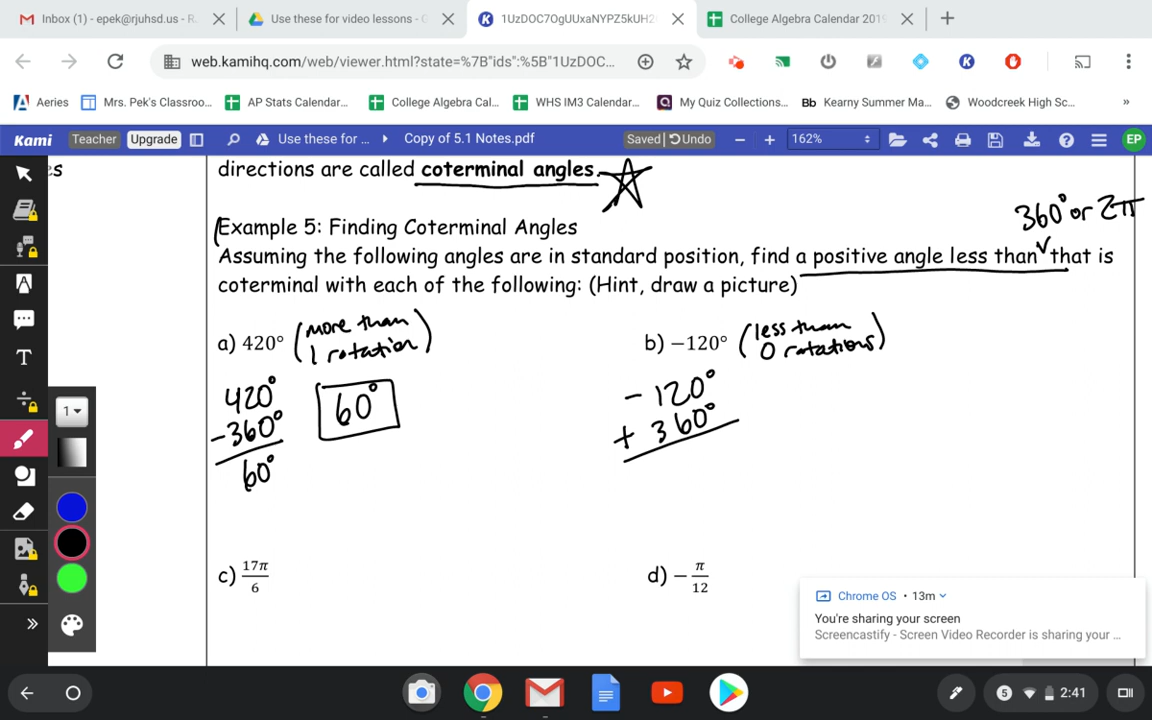 Inbox (1) - epek@rjuhsd.us - R
Use these for video lessons - G
1UzDOC7OgUUxaNYPZ5kUH2
College Algebra Calendar 2019
web.kamihq.com/web/viewer.html?state=%7B"ids":%5B"1UzDOC...
Aeries
Mrs. Pek's Classroo...
AP Stats Calendar...
College Algebra Cal...
WHS IM3 Calendar...
My Quiz Collections...
Bb Kearny Summer Ma...
Woodcreek High Sc...
»
Kami
Teacher
Upgrade
Use these for ...
Copy of 5.1 Notes.pdf
Saved Undo
162%
EP
directions are called coterminal angles.
360° or 2π
Example 5: Finding Coterminal Angles
Assuming the following angles are in standard position, find a positive angle less than that is
coterminal with each of the following: (Hint, draw a picture)
a) 420° (more than
1 rotation)
420°
-360°
60°
60°
b) −120° (less than
0 rotations)
- 120°
+ 360°
c) 17π/6
d) − π/12
1
Chrome OS • 13m
You're sharing your screen
Screencastify - Screen Video Recorder is sharing your ...
5
2:41